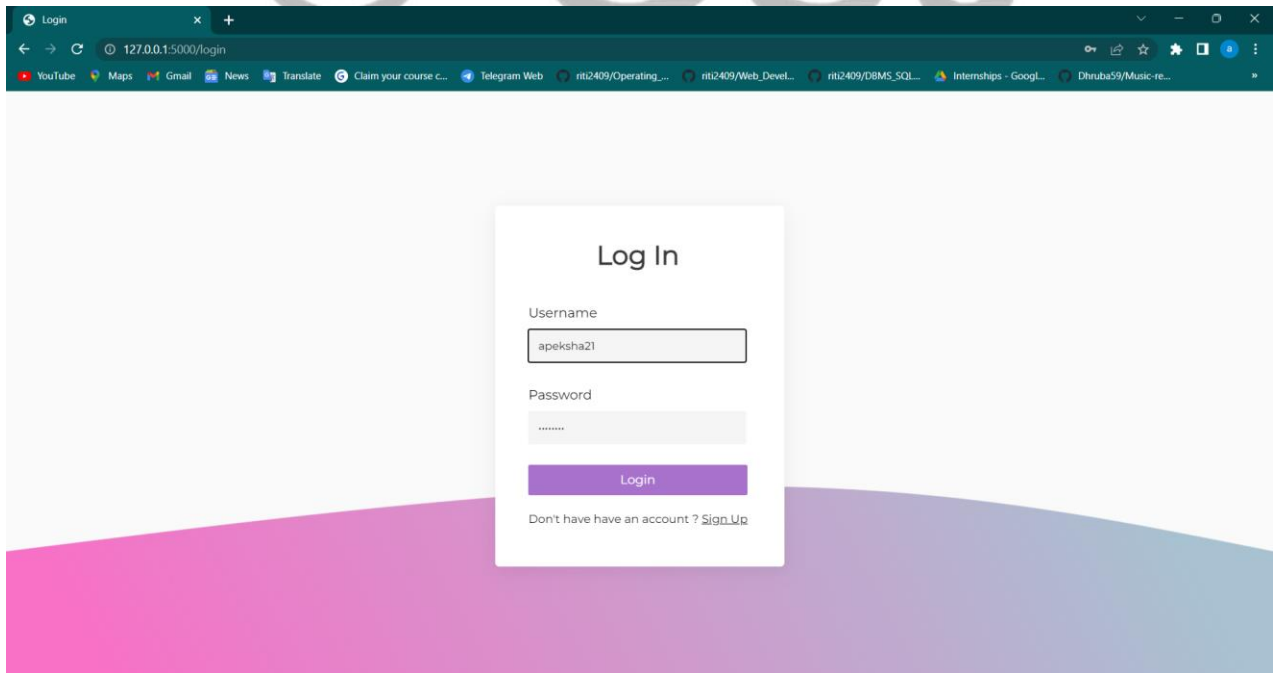 Login
127.0.0.1:5000/login
YouTube Maps Gmail News Translate Claim your course c... Telegram Web riti2409/Operating_... riti2409/Web_Devel... riti2409/DBMS_SQL... Internships - Googl... Dhruba59/Music-re... »
Log In
Username
apeksha21
Password
........
Login
Don't have have an account ? Sign Up